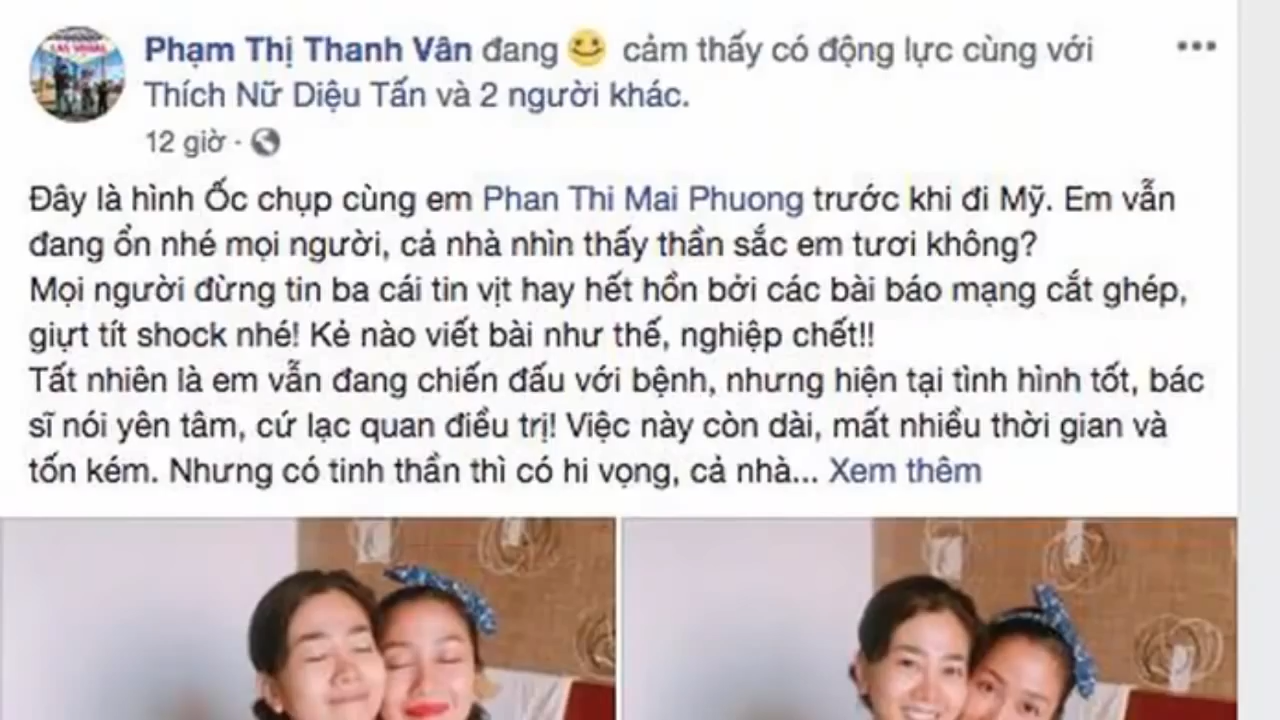 Phạm Thị Thanh Vân đang cảm thấy có động lực cùng với
Thích Nữ Diệu Tấn và 2 người khác.
12 giờ ·
Đây là hình Ốc chụp cùng em Phan Thi Mai Phuong trước khi đi Mỹ. Em vẫn
đang ổn nhé mọi người, cả nhà nhìn thấy thần sắc em tươi không?
Mọi người đừng tin ba cái tin vịt hay hết hồn bởi các bài báo mạng cắt ghép,
giựt tít shock nhé! Kẻ nào viết bài như thế, nghiệp chết!!
Tất nhiên là em vẫn đang chiến đấu với bệnh, nhưng hiện tại tình hình tốt, bác
sĩ nói yên tâm, cứ lạc quan điều trị! Việc này còn dài, mất nhiều thời gian và
tốn kém. Nhưng có tinh thần thì có hi vọng, cả nhà... Xem thêm